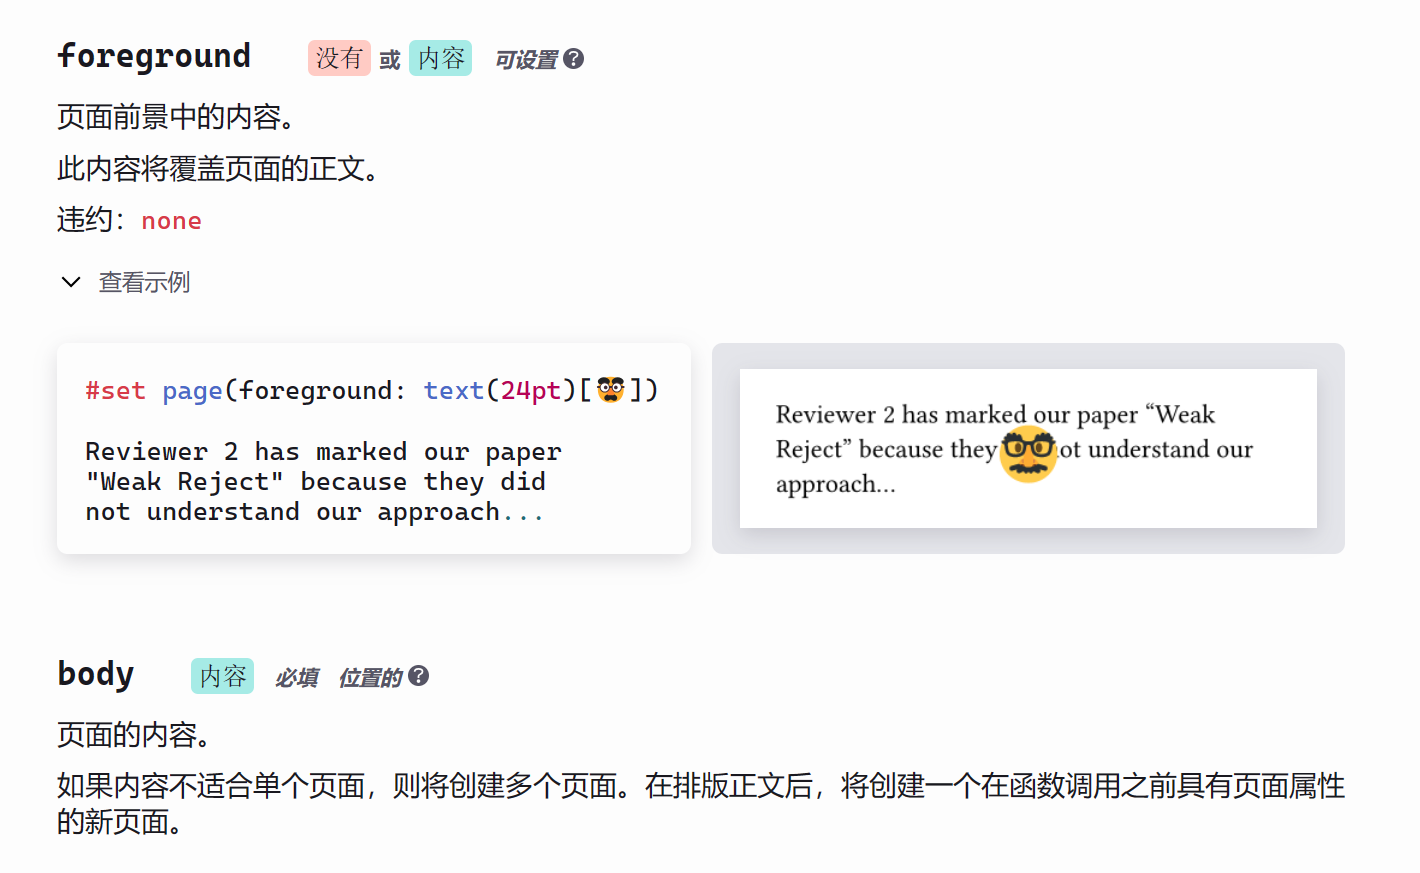 foreground 没有 或 内容 可设置 ?
页面前景中的内容。
此内容将覆盖页面的正文。
违约：none
查看示例
#set page(foreground: text(24pt)[🥸])
Reviewer 2 has marked our paper
"Weak Reject" because they did
not understand our approach...
Reviewer 2 has marked our paper “Weak
Reject” because they 🥸ot understand our
approach…
body 内容 必填 位置的 ?
页面的内容。
如果内容不适合单个页面，则将创建多个页面。在排版正文后，将创建一个在函数调用之前具有页面属性
的新页面。